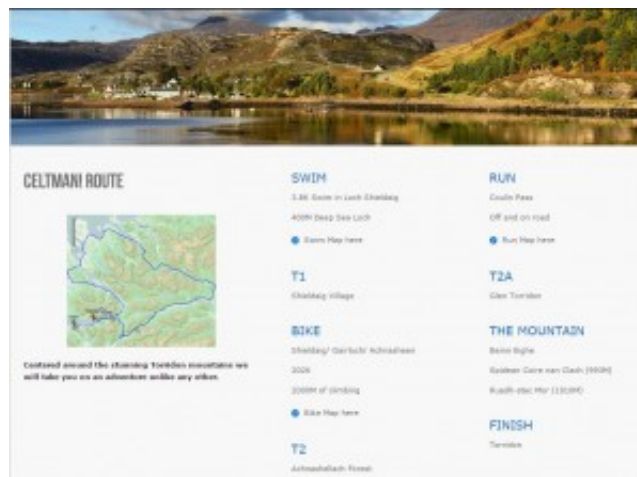 CELTMAN! ROUTE
Centered around the stunning Torridon mountains we
will take you on an adventure unlike any other.
SWIM
3.8K Swim in Loch Shieldaig
400M Deep Sea Loch
Swim Map here
T1
Shieldaig Village
BIKE
Shieldaig/ Gairloch/ Achnasheen
202K
2000M of climbing
Bike Map here
T2
Achnashellach Forest
RUN
Coulin Pass
Off and on road
Run Map here
T2A
Glen Torridon
THE MOUNTAIN
Beinn Eighe
Spidean Coire nan Clach (993M)
Ruadh-stac Mor (1010M)
FINISH
Torridon